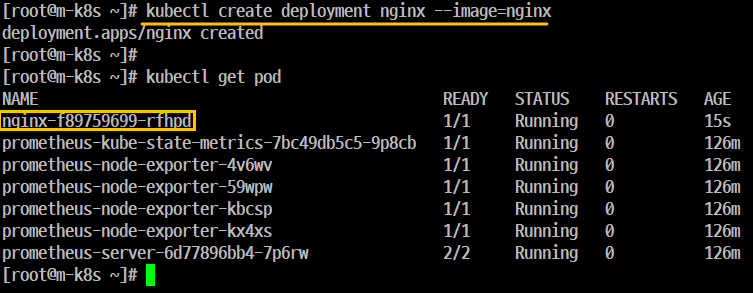 [root@m-k8s ~]# kubectl create deployment nginx --image=nginx
deployment.apps/nginx created
[root@m-k8s ~]#
[root@m-k8s ~]# kubectl get pod
NAME READY STATUS RESTARTS AGE
nginx-f89759699-rfhpd 1/1 Running 0 15s
prometheus-kube-state-metrics-7bc49db5c5-9p8cb 1/1 Running 0 126m
prometheus-node-exporter-4v6wv 1/1 Running 0 126m
prometheus-node-exporter-59wpw 1/1 Running 0 126m
prometheus-node-exporter-kbcsp 1/1 Running 0 126m
prometheus-node-exporter-kx4xs 1/1 Running 0 126m
prometheus-server-6d77896bb4-7p6rw 2/2 Running 0 126m
[root@m-k8s ~]#